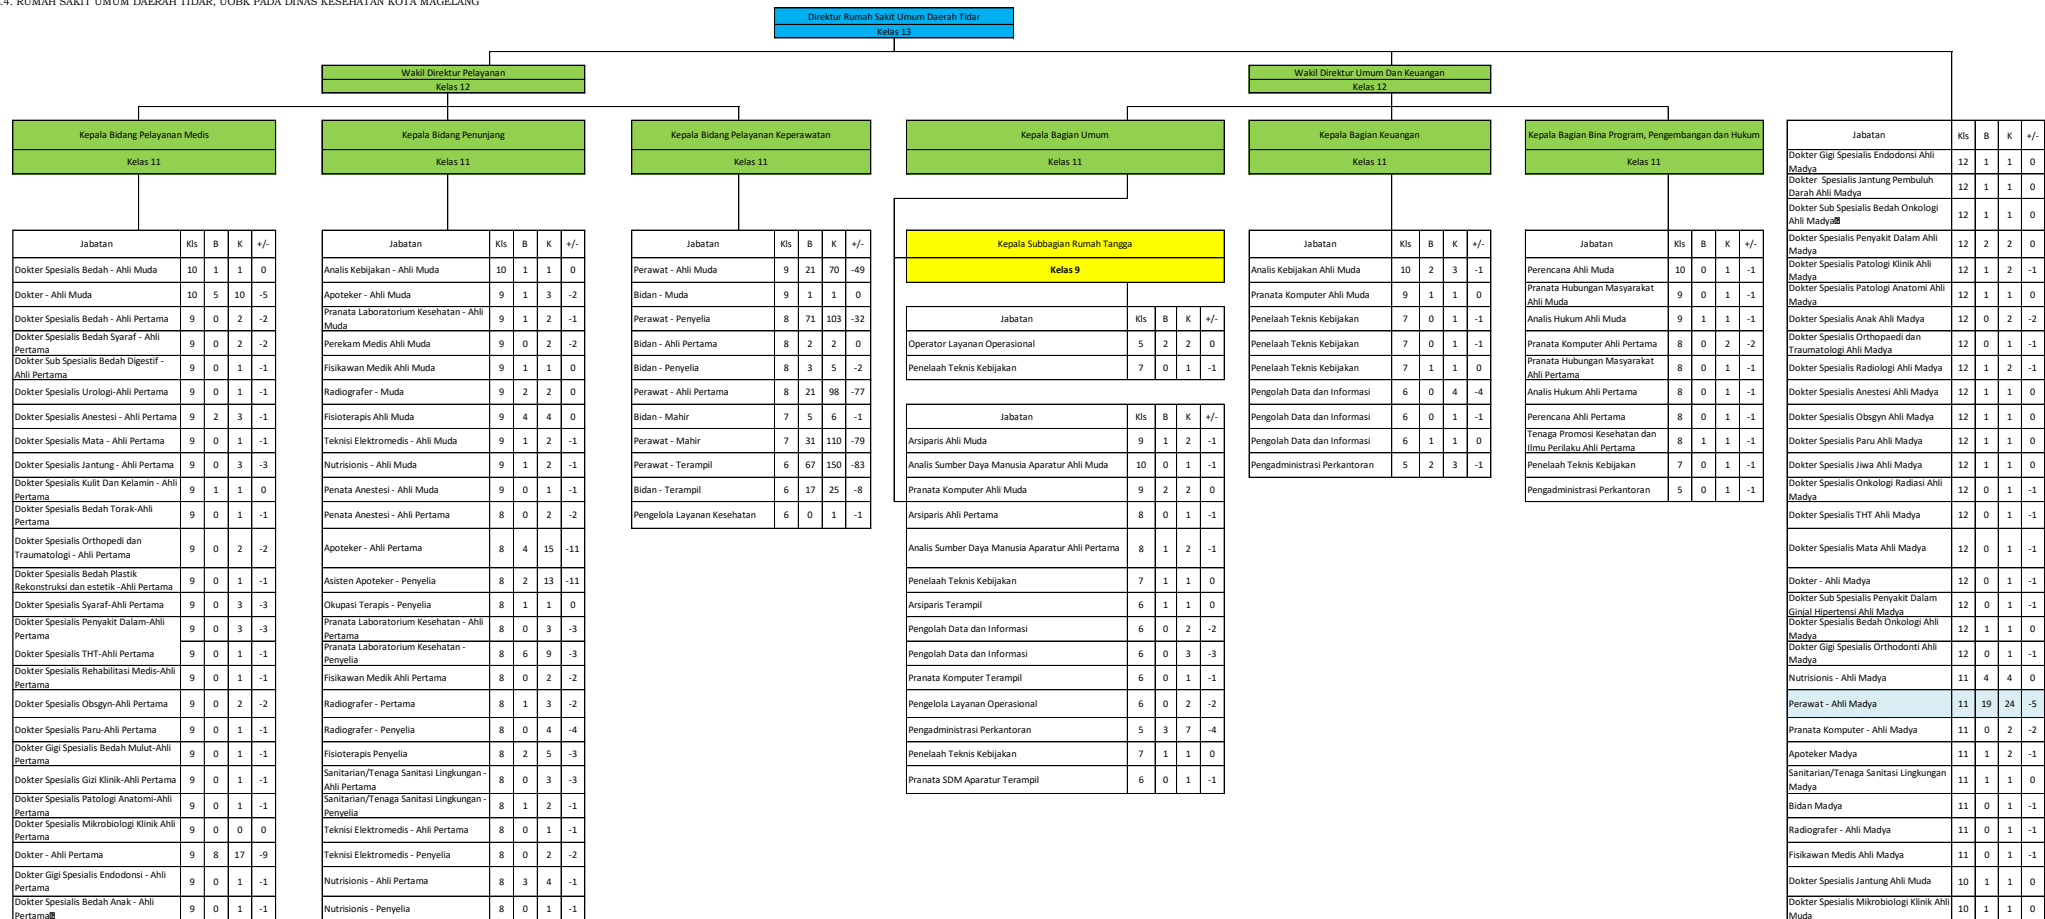 .4. RUMAH SAKIT UMUM DAERAH TIDAR, UOBK PADA DINAS KESEHATAN KOTA MAGELANG
Direktur Rumah Sakit Umum Daerah Tidar
Kelas 13
Wakil Direktur Pelayanan
Kelas 12
Wakil Direktur Umum Dan Keuangan
Kelas 12
Kepala Bidang Pelayanan Medis
Kelas 11
Jabatan Kls B K +/-
Dokter Spesialis Bedah - Ahli Muda 10 1 1 0
Dokter - Ahli Muda 10 5 10 -5
Dokter Spesialis Bedah - Ahli Pertama 9 0 2 -2
Dokter Spesialis Bedah Syaraf - Ahli
Pertama 9 0 2 -2
Dokter Sub Spesialis Bedah Digestif -
Ahli Pertama 9 0 1 -1
Dokter Spesialis Urologi-Ahli Pertama 9 0 1 -1
Dokter Spesialis Anestesi - Ahli Pertama 9 2 3 -1
Dokter Spesialis Mata - Ahli Pertama 9 0 1 -1
Dokter Spesialis Jantung - Ahli Pertama 9 0 3 -3
Dokter Spesialis Kulit Dan Kelamin - Ahli
Pertama 9 1 1 0
Dokter Spesialis Bedah Torak-Ahli
Pertama 9 0 1 -1
Dokter Spesialis Orthopedi dan
Traumatologi - Ahli Pertama 9 0 2 -2
Dokter Spesialis Bedah Plastik
Rekonstruksi dan estetik -Ahli Pertama 9 0 1 -1
Dokter Spesialis Syaraf-Ahli Pertama 9 0 3 -3
Dokter Spesialis Penyakit Dalam-Ahli
Pertama 9 0 3 -3
Dokter Spesialis THT-Ahli Pertama 9 0 1 -1
Dokter Spesialis Rehabilitasi Medis-Ahli
Pertama 9 0 1 -1
Dokter Spesialis Obsgyn-Ahli Pertama 9 0 2 -2
Dokter Spesialis Paru-Ahli Pertama 9 0 1 -1
Dokter Gigi Spesialis Bedah Mulut-Ahli
Pertama 9 0 1 -1
Dokter Spesialis Gizi Klinik-Ahli Pertama 9 0 1 -1
Dokter Spesialis Patologi Anatomi-Ahli
Pertama 9 0 1 -1
Dokter Spesialis Mikrobiologi Klinik Ahli
Pertama 9 0 0 0
Dokter - Ahli Pertama 9 8 17 -9
Dokter Gigi Spesialis Endodonsi - Ahli
Pertama 9 0 1 -1
Dokter Spesialis Bedah Anak - Ahli
Pertama 9 0 1 -1
Kepala Bidang Penunjang
Kelas 11
Jabatan Kls B K +/-
Analis Kebijakan - Ahli Muda 10 1 1 0
Apoteker - Ahli Muda 9 1 3 -2
Pranata Laboratorium Kesehatan - Ahli
Muda 9 1 2 -1
Perekam Medis Ahli Muda 9 0 2 -2
Fisikawan Medik Ahli Muda 9 1 1 0
Radiografer - Muda 9 2 2 0
Fisioterapis Ahli Muda 9 4 4 0
Teknisi Elektromedis - Ahli Muda 9 1 2 -1
Nutrisionis - Ahli Muda 9 1 2 -1
Penata Anestesi - Ahli Muda 9 0 1 -1
Penata Anestesi - Ahli Pertama 8 0 2 -2
Apoteker - Ahli Pertama 8 4 15 -11
Asisten Apoteker - Penyelia 8 2 13 -11
Okupasi Terapis - Penyelia 8 1 1 0
Pranata Laboratorium Kesehatan - Ahli
Pertama 8 0 3 -3
Pranata Laboratorium Kesehatan -
Penyelia 8 6 9 -3
Fisikawan Medik Ahli Pertama 8 0 2 -2
Radiografer - Pertama 8 1 3 -2
Radiografer - Penyelia 8 0 4 -4
Fisioterapis Penyelia 8 2 5 -3
Sanitarian/Tenaga Sanitasi Lingkungan -
Ahli Pertama 8 0 3 -3
Sanitarian/Tenaga Sanitasi Lingkungan -
Penyelia 8 1 2 -1
Teknisi Elektromedis - Ahli Pertama 8 0 1 -1
Teknisi Elektromedis - Penyelia 8 0 2 -2
Nutrisionis - Ahli Pertama 8 3 4 -1
Nutrisionis - Penyelia 8 0 1 -1
Kepala Bidang Pelayanan Keperawatan
Kelas 11
Jabatan Kls B K +/-
Perawat - Ahli Muda 9 21 70 -49
Bidan - Muda 9 1 1 0
Perawat - Penyelia 8 71 103 -32
Bidan - Ahli Pertama 8 2 2 0
Bidan - Penyelia 8 3 5 -2
Perawat - Ahli Pertama 8 21 98 -77
Bidan - Mahir 7 5 6 -1
Perawat - Mahir 7 31 110 -79
Perawat - Terampil 6 67 150 -83
Bidan - Terampil 6 17 25 -8
Pengelola Layanan Kesehatan 6 0 1 -1
Kepala Bagian Umum
Kelas 11
Kepala Subbagian Rumah Tangga
Kelas 9
Jabatan Kls B K +/-
Operator Layanan Operasional 5 2 2 0
Penelaah Teknis Kebijakan 7 0 1 -1
Jabatan Kls B K +/-
Arsiparis Ahli Muda 9 1 2 -1
Analis Sumber Daya Manusia Aparatur Ahli Muda 10 0 1 -1
Pranata Komputer Ahli Muda 9 2 2 0
Arsiparis Ahli Pertama 8 0 1 -1
Analis Sumber Daya Manusia Aparatur Ahli Pertama 8 1 2 -1
Penelaah Teknis Kebijakan 7 1 1 0
Arsiparis Terampil 6 1 1 0
Pengolah Data dan Informasi 6 0 2 -2
Pengolah Data dan Informasi 6 0 3 -3
Pranata Komputer Terampil 6 0 1 -1
Pengelola Layanan Operasional 6 0 2 -2
Pengadministrasi Perkantoran 5 3 7 -4
Penelaah Teknis Kebijakan 7 1 1 0
Pranata SDM Aparatur Terampil 6 0 1 -1
Kepala Bagian Keuangan
Kelas 11
Jabatan Kls B K +/-
Analis Kebijakan Ahli Muda 10 2 3 -1
Pranata Komputer Ahli Muda 9 1 1 0
Penelaah Teknis Kebijakan 7 0 1 -1
Penelaah Teknis Kebijakan 7 0 1 -1
Penelaah Teknis Kebijakan 7 1 1 0
Pengolah Data dan Informasi 6 0 4 -4
Pengolah Data dan Informasi 6 0 1 -1
Pengolah Data dan Informasi 6 1 1 0
Pengadministrasi Perkantoran 5 2 3 -1
Kepala Bagian Bina Program, Pengembangan dan Hukum
Kelas 11
Jabatan Kls B K +/-
Perencana Ahli Muda 10 0 1 -1
Pranata Hubungan Masyarakat
Ahli Muda 9 0 1 -1
Analis Hukum Ahli Muda 9 1 1 -1
Pranata Komputer Ahli Pertama 8 0 2 -2
Pranata Hubungan Masyarakat
Ahli Pertama 8 0 1 -1
Analis Hukum Ahli Pertama 8 0 1 -1
Perencana Ahli Pertama 8 0 1 -1
Tenaga Promosi Kesehatan dan
Ilmu Perilaku Ahli Pertama 8 1 1 -1
Penelaah Teknis Kebijakan 7 0 1 -1
Pengadministrasi Perkantoran 5 0 1 -1
Jabatan Kls B K +/-
Dokter Gigi Spesialis Endodonsi Ahli
Madya 12 1 1 0
Dokter Spesialis Jantung Pembuluh
Darah Ahli Madya 12 1 1 0
Dokter Sub Spesialis Bedah Onkologi
Ahli Madya 12 1 1 0
Dokter Spesialis Penyakit Dalam Ahli
Madya 12 2 2 0
Dokter Spesialis Patologi Klinik Ahli
Madya 12 1 2 -1
Dokter Spesialis Patologi Anatomi Ahli
Madya 12 1 1 0
Dokter Spesialis Anak Ahli Madya 12 0 2 -2
Dokter Spesialis Orthopaedi dan
Traumatologi Ahli Madya 12 0 1 -1
Dokter Spesialis Radiologi Ahli Madya 12 1 2 -1
Dokter Spesialis Anestesi Ahli Madya 12 1 1 0
Dokter Spesialis Obsgyn Ahli Madya 12 1 1 0
Dokter Spesialis Paru Ahli Madya 12 1 1 0
Dokter Spesialis Jiwa Ahli Madya 12 1 1 0
Dokter Spesialis Onkologi Radiasi Ahli
Madya 12 0 1 -1
Dokter Spesialis THT Ahli Madya 12 0 1 -1
Dokter Spesialis Mata Ahli Madya 12 0 1 -1
Dokter - Ahli Madya 12 0 1 -1
Dokter Sub Spesialis Penyakit Dalam
Ginjal Hipertensi Ahli Madya 12 0 1 -1
Dokter Spesialis Bedah Onkologi Ahli
Madya 12 1 1 0
Dokter Gigi Spesialis Orthodonti Ahli
Madya 12 0 1 -1
Nutrisionis - Ahli Madya 11 4 4 0
Perawat - Ahli Madya 11 19 24 -5
Pranata Komputer - Ahli Madya 11 0 2 -2
Apoteker Madya 11 1 2 -1
Sanitarian/Tenaga Sanitasi Lingkungan
Madya 11 1 1 0
Bidan Madya 11 0 1 -1
Radiografer - Ahli Madya 11 0 1 -1
Fisikawan Medis Ahli Madya 11 0 1 -1
Dokter Spesialis Jantung Ahli Muda 10 1 1 0
Dokter Spesialis Mikrobiologi Klinik Ahli
Muda 10 1 1 0